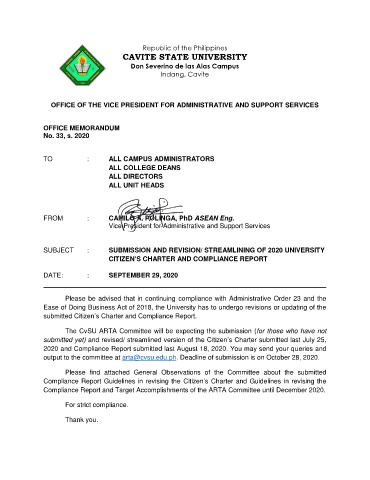 Republic of the Philippines
CAVITE STATE UNIVERSITY
Don Severino de las Alas Campus
Indang, Cavite
OFFICE OF THE VICE PRESIDENT FOR ADMINISTRATIVE AND SUPPORT SERVICES
OFFICE MEMORANDUM
No. 33, s. 2020
TO : ALL CAMPUS ADMINISTRATORS
ALL COLLEGE DEANS
ALL DIRECTORS
ALL UNIT HEADS
FROM : CAMILO A. POLINGA, PhD ASEAN Eng.
Vice President for Administrative and Support Services
SUBJECT : SUBMISSION AND REVISION/ STREAMLINING OF 2020 UNIVERSITY
CITIZEN'S CHARTER AND COMPLIANCE REPORT
DATE: : SEPTEMBER 29, 2020
Please be advised that in continuing compliance with Administrative Order 23 and the
Ease of Doing Business Act of 2018, the University has to undergo revisions or updating of the
submitted Citizen's Charter and Compliance Report.
The CvSU ARTA Committee will be expecting the submission (for those who have not
submitted yet) and revised/ streamlined version of the Citizen's Charter submitted last July 25,
2020 and Compliance Report submitted last August 18, 2020. You may send your queries and
output to the committee at arta@cvsu.edu.ph. Deadline of submission is on October 28, 2020.
Please find attached General Observations of the Committee about the submitted
Compliance Report Guidelines in revising the Citizen's Charter and Guidelines in revising the
Compliance Report and Target Accomplishments of the ARTA Committee until December 2020.
For strict compliance.
Thank you.